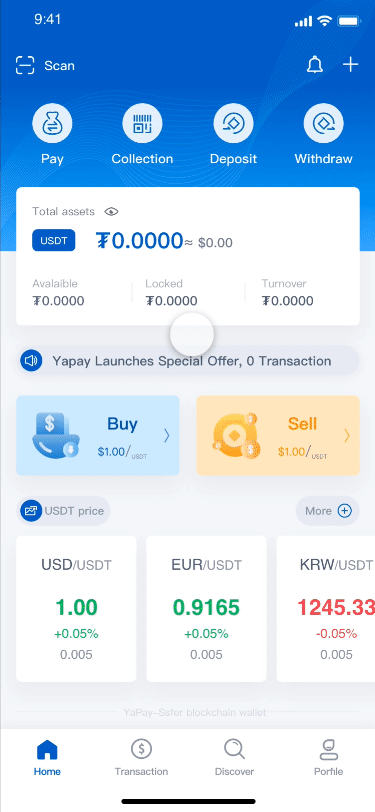 9:41
Scan
Pay Collection Deposit Withdraw
Total assets
USDT ₮0.0000≈ $0.00
Avalaible Locked Turnover
₮0.0000 ₮0.0000 ₮0.0000
Yapay Launches Special Offer, 0 Transaction
Buy Sell
$1.00/USDT $1.00/USDT
USDT price More
USD/USDT EUR/USDT KRW/USDT
1.00 0.9165 1245.33
+0.05% +0.05% -0.05%
0.005 0.005 0.005
YaPay–Ssfer blockchain wallet
Home Transaction Discover Porfile